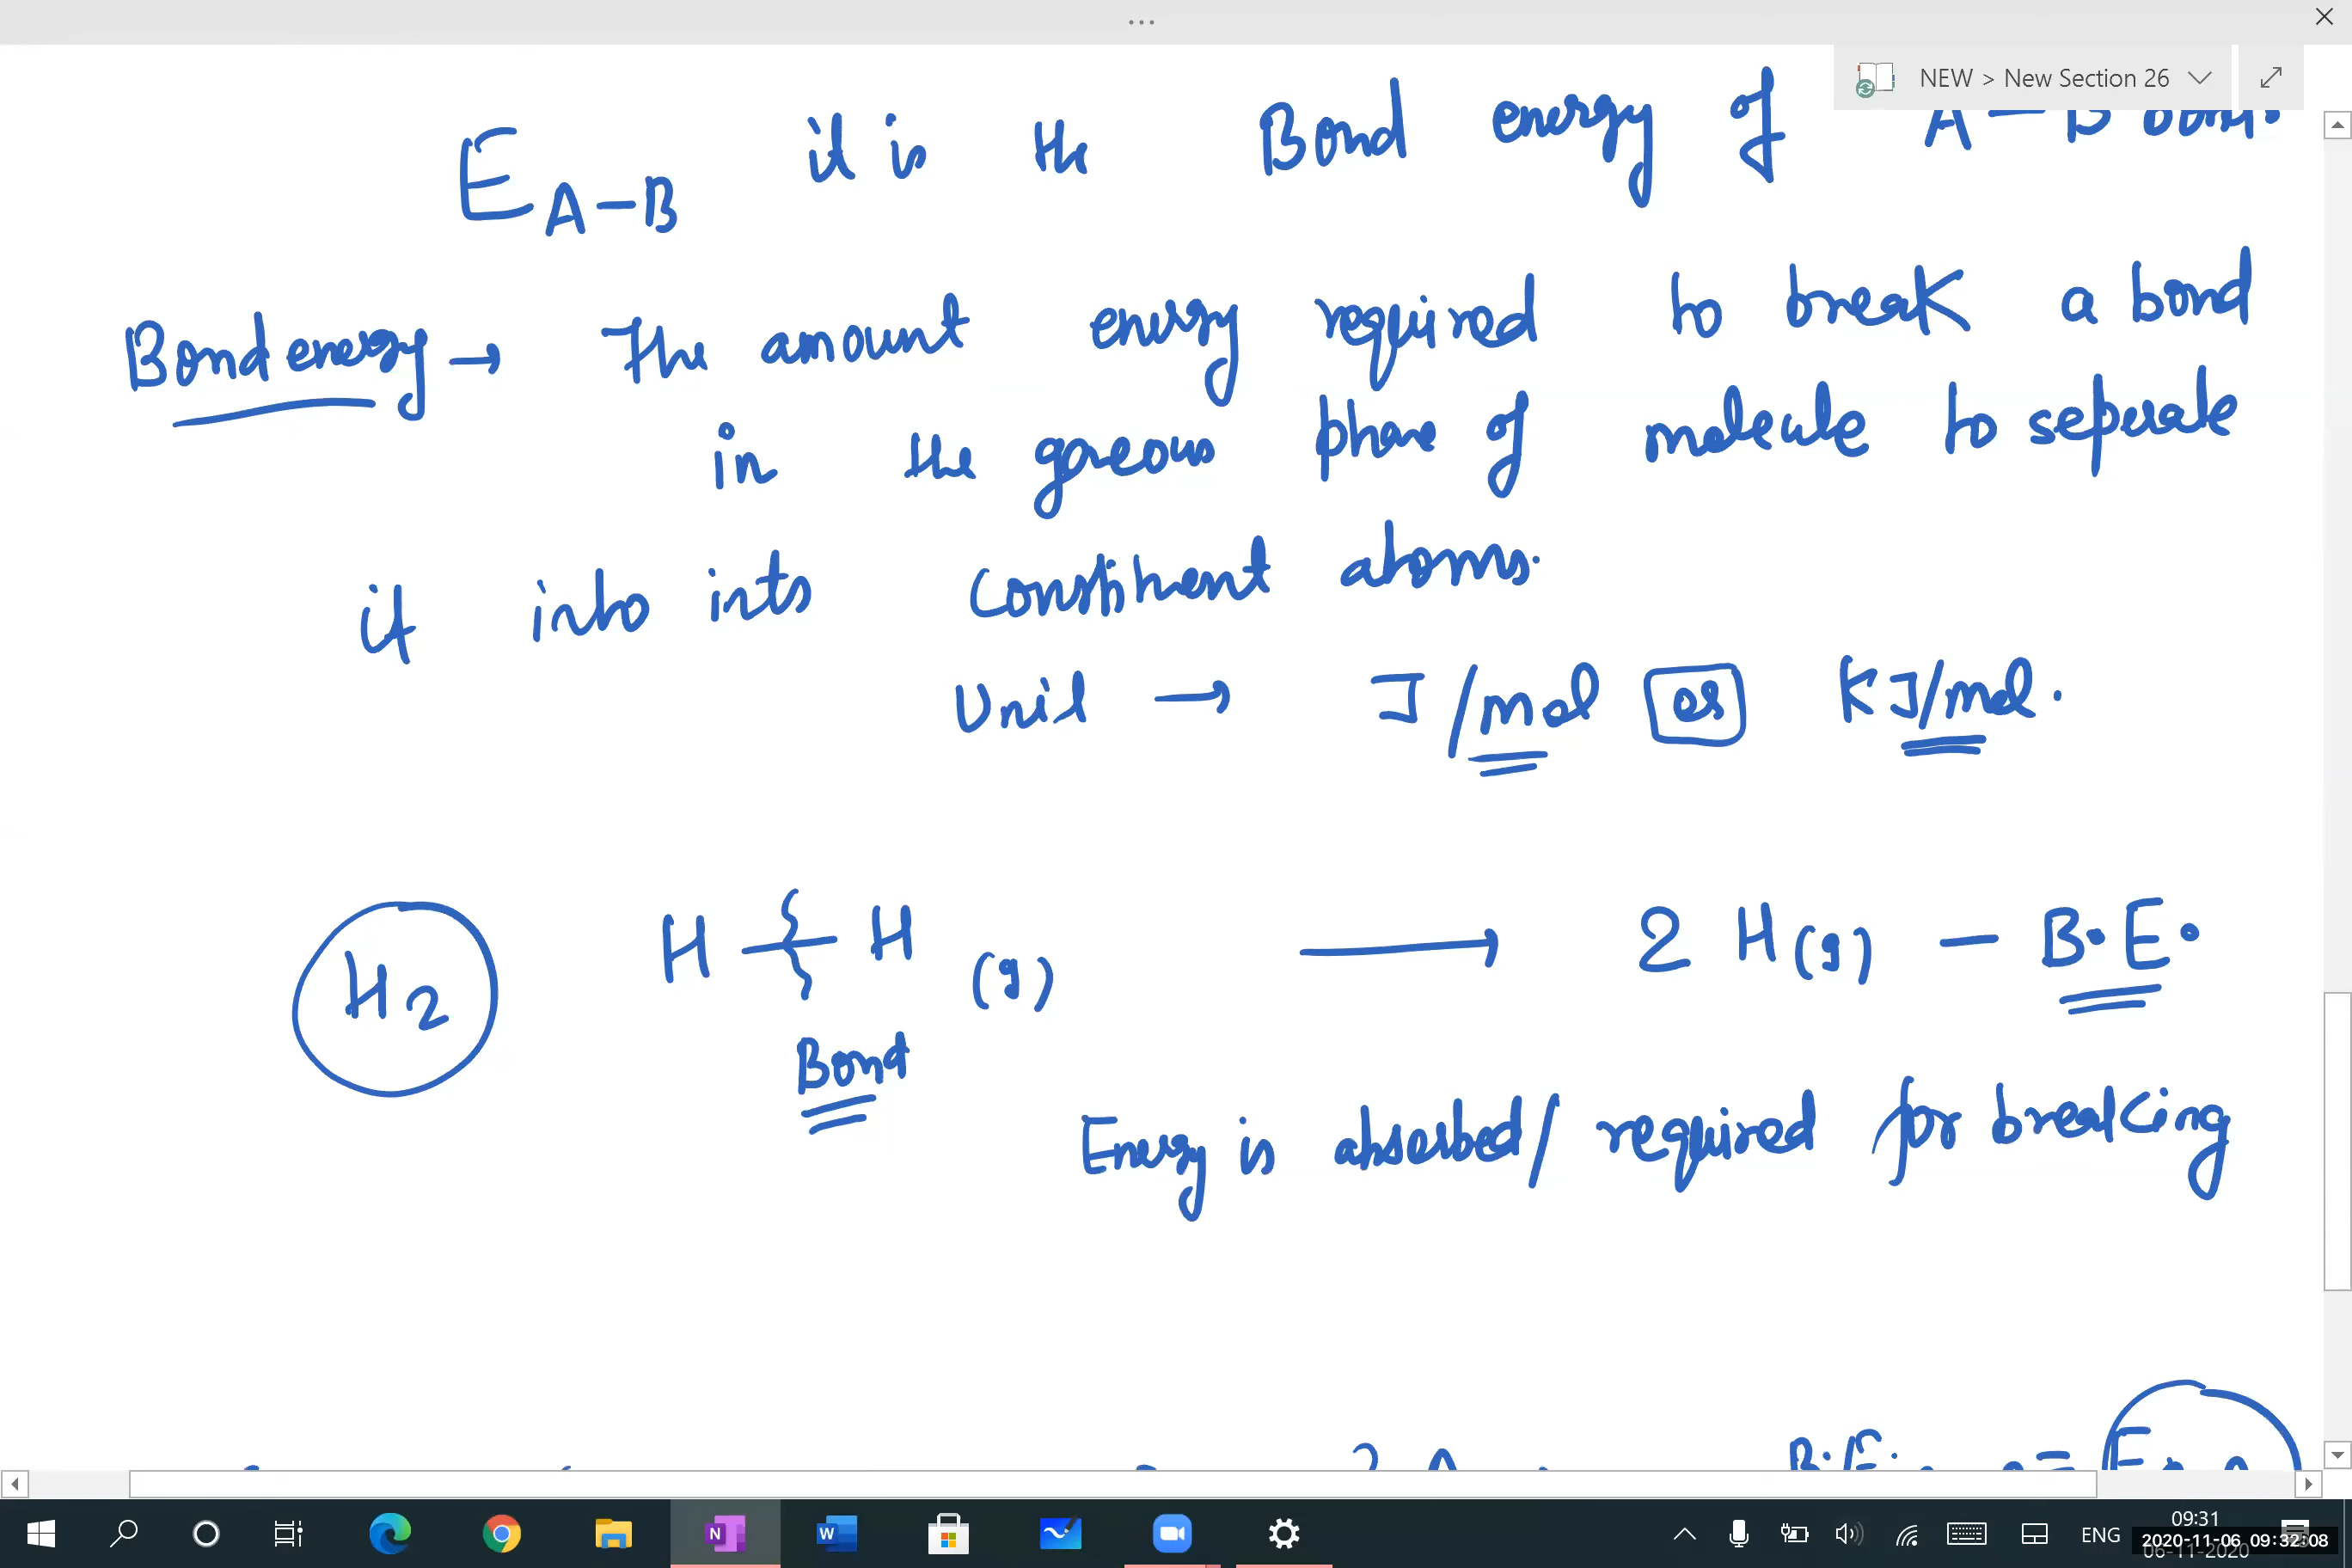 ...
NEW > New Section 26
E A-B it is the Bond energy of A-B bond.
Bond energy → The amount energy required to break a bond
in the gaseous phase of molecule to seperate
it into ints constituent atoms.
Unit → J/mol or KJ/mol.
H2 H-H (g) → 2 H(g) - B.E.
Bond
Energy is absorbed/ required for breaking
ENG
09:31
2020-11-06 09:32:08
06-11-2020